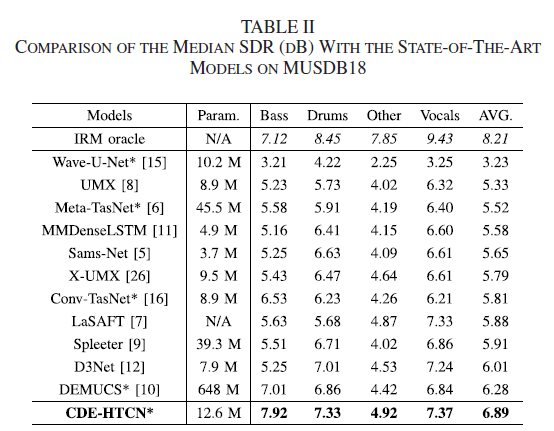 TABLE II
COMPARISON OF THE MEDIAN SDR (DB) WITH THE STATE-OF-THE-ART
MODELS ON MUSDB18
Models Param. Bass Drums Other Vocals AVG.
IRM oracle N/A 7.12 8.45 7.85 9.43 8.21
Wave-U-Net* [15] 10.2 M 3.21 4.22 2.25 3.25 3.23
UMX [8] 8.9 M 5.23 5.73 4.02 6.32 5.33
Meta-TasNet* [6] 45.5 M 5.58 5.91 4.19 6.40 5.52
MMDenseLSTM [11] 4.9 M 5.16 6.41 4.15 6.60 5.58
Sams-Net [5] 3.7 M 5.25 6.63 4.09 6.61 5.65
X-UMX [26] 9.5 M 5.43 6.47 4.64 6.61 5.79
Conv-TasNet* [16] 8.9 M 6.53 6.23 4.26 6.21 5.81
LaSAFT [7] N/A 5.63 5.68 4.87 7.33 5.88
Spleeter [9] 39.3 M 5.51 6.71 4.02 6.86 5.91
D3Net [12] 7.9 M 5.25 7.01 4.53 7.24 6.01
DEMUCS* [10] 648 M 7.01 6.86 4.42 6.84 6.28
CDE-HTCN* 12.6 M 7.92 7.33 4.92 7.37 6.89